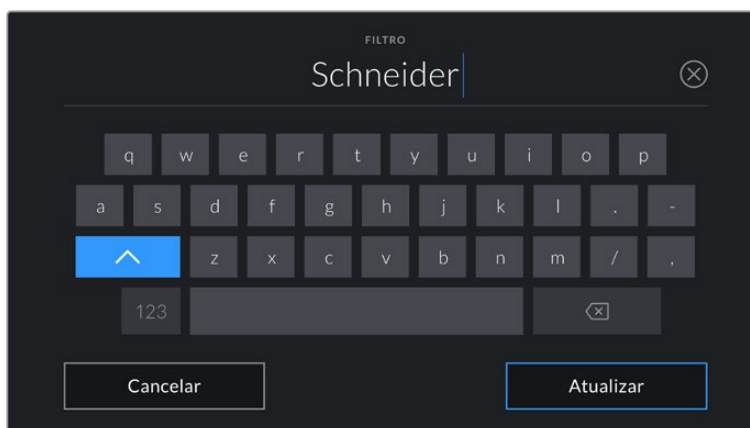 FILTRO
Schneider
q w e r t y u i o p
a s d f g h j k l . -
z x c v b n m / ,
123
Cancelar Atualizar